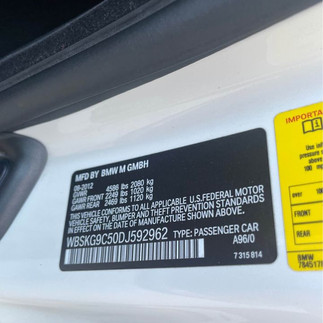 MFD BY BMW M GMBH
08-2012
GVWR 4586 lbs 2080 kg
GAWR FRONT 2249 lbs 1020 kg
GAWR REAR 2469 lbs 1120 kg
THIS VEHICLE CONFORMS TO ALL APPLICABLE U.S. FEDERAL MOTOR
VEHICLE SAFETY AND THEFT PREVENTION STANDARDS IN
EFFECT ON THE DATE OF MANUFACTURE SHOWN ABOVE.
WBSKG9C50DJ592962 TYPE: PASSENGER CAR
A96/0
7 315 814
IMPORTA
BMW